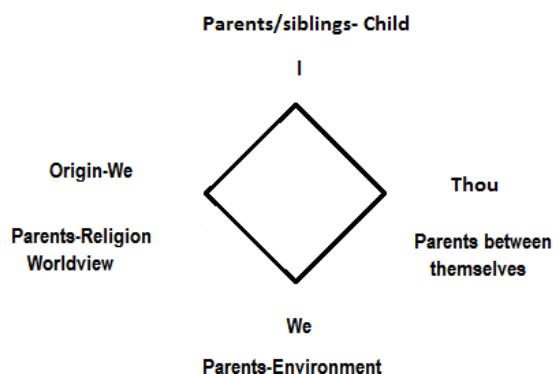 Parents/siblings- Child
I
Origin-We
Thou
Parents-Religion
Worldview
Parents between
themselves
We
Parents-Environment